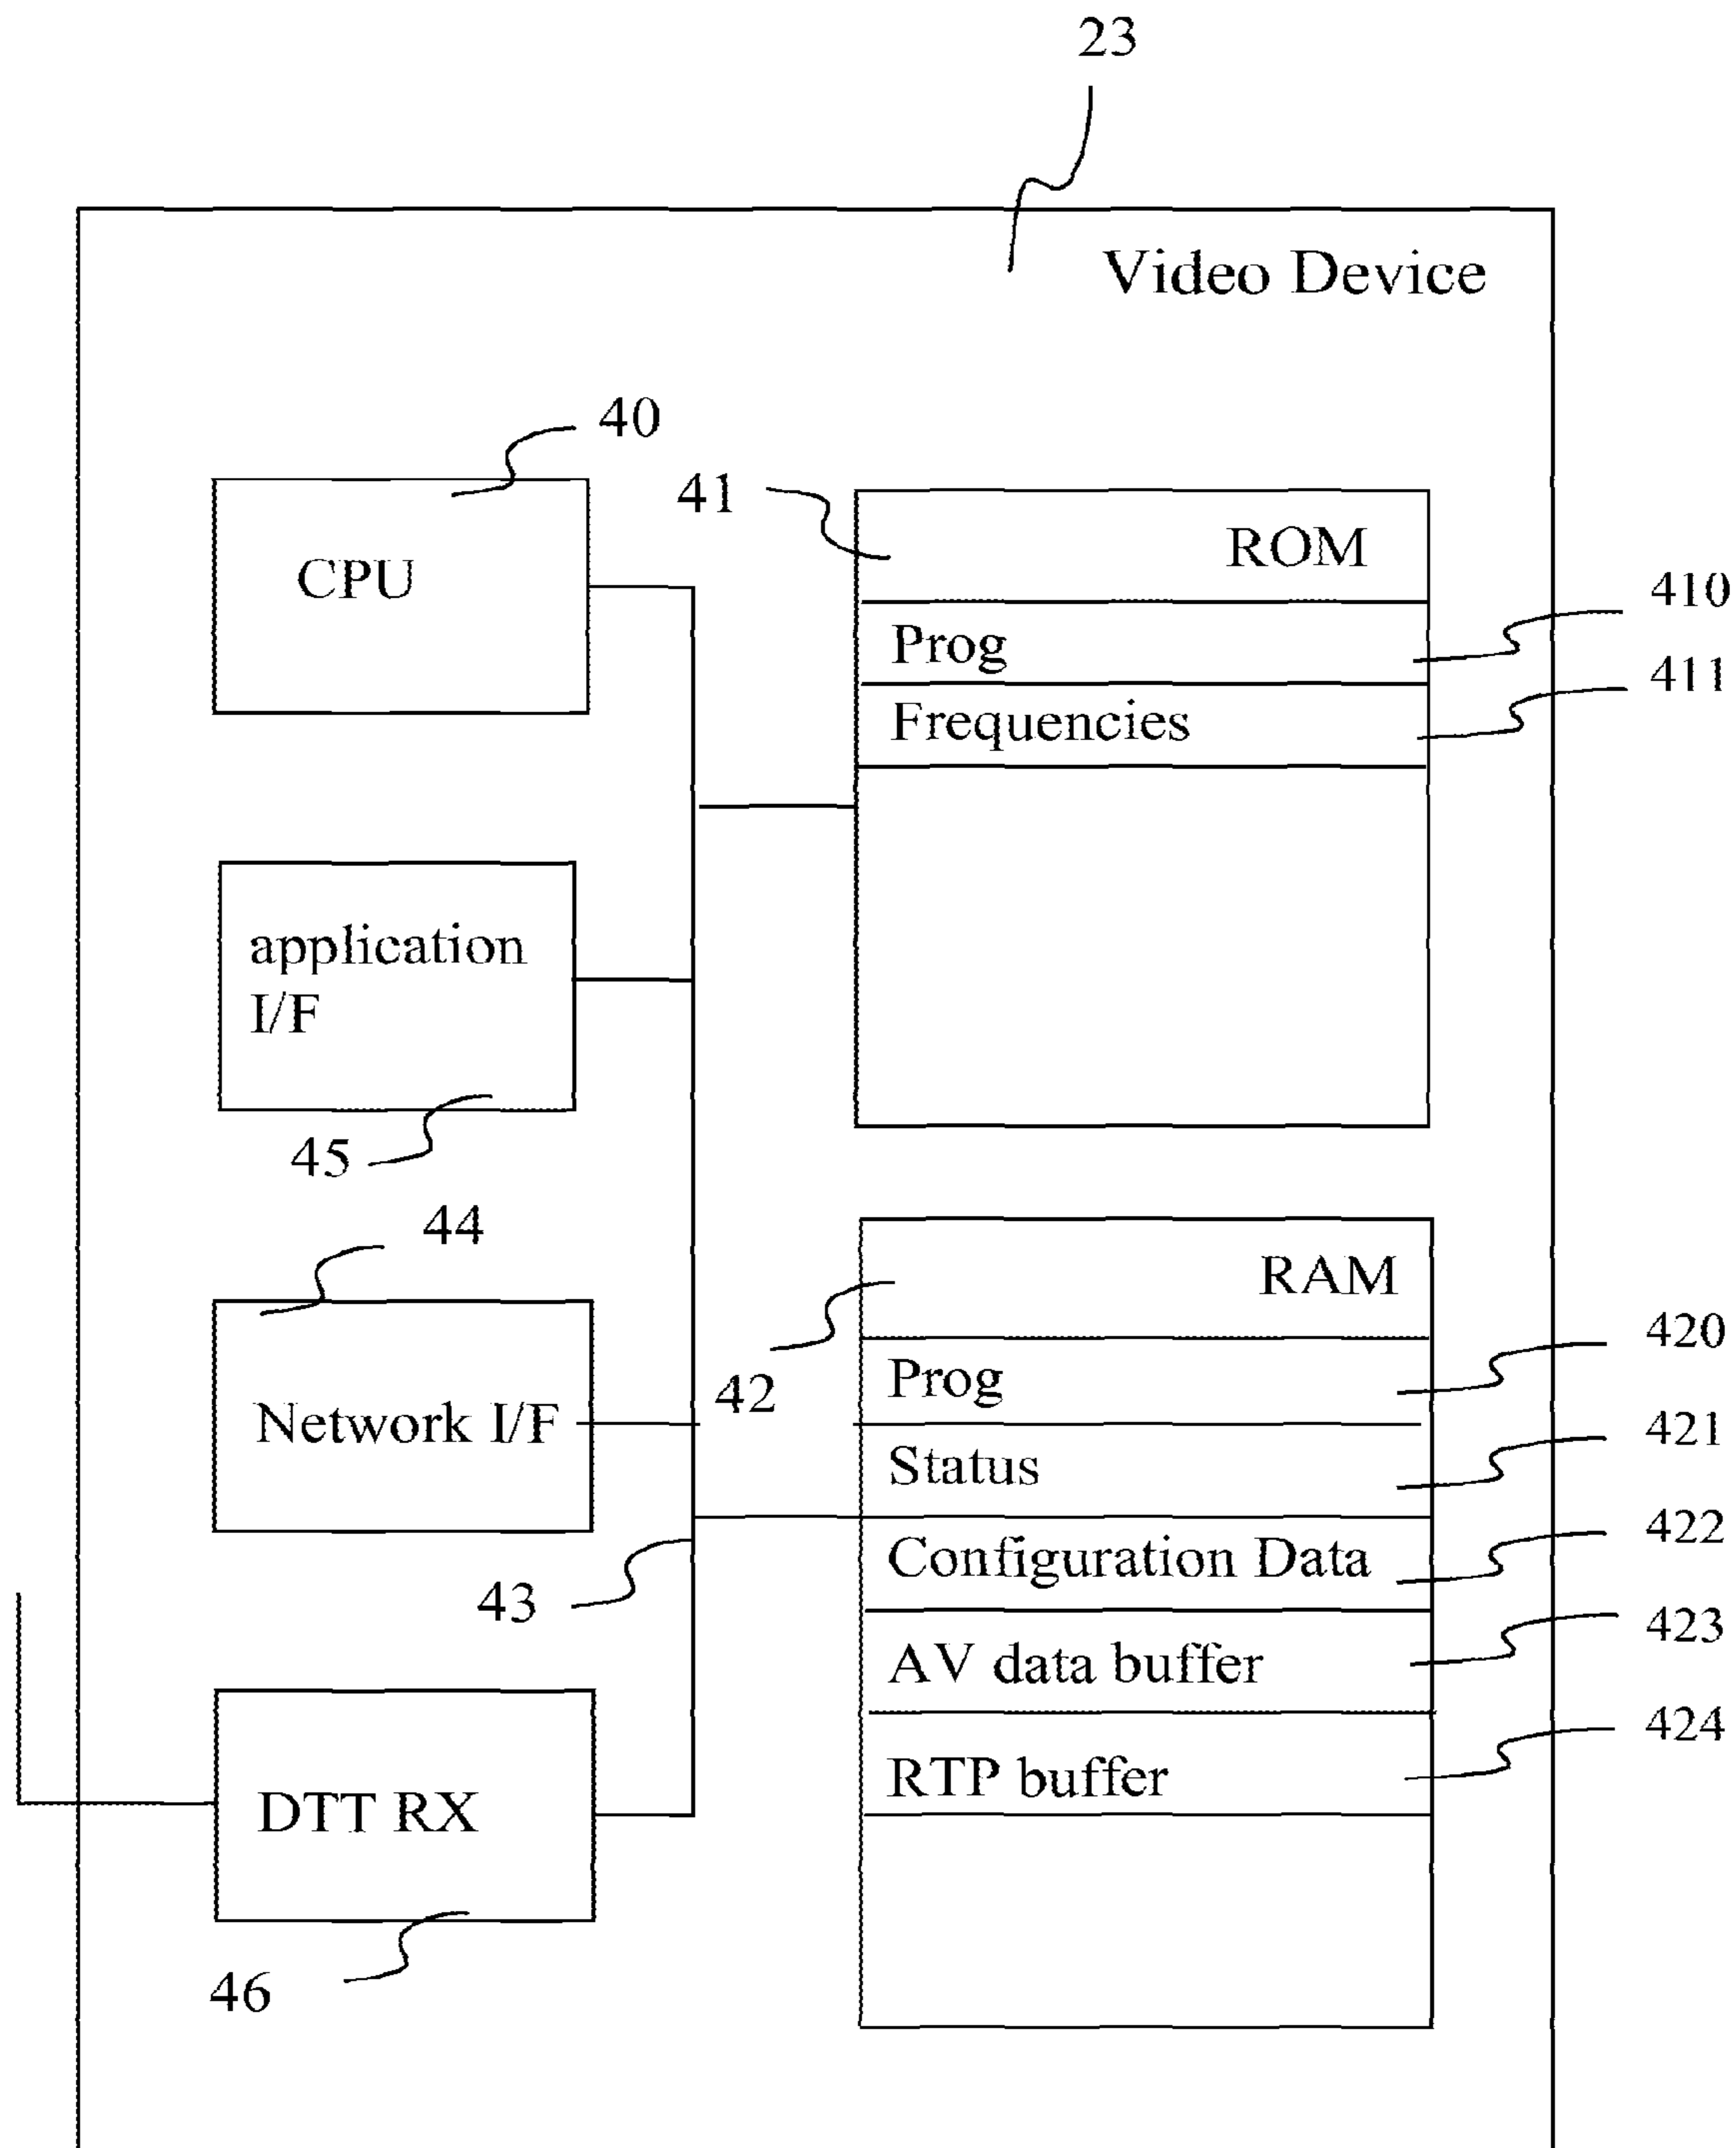 23
Video Device
40
CPU
41
ROM
410
Prog
411
Frequencies
application
I/F
45
44
Network I/F
RAM
42
420
Prog
421
Status
422
Configuration Data
43
423
AV data buffer
424
RTP buffer
DTT RX
46